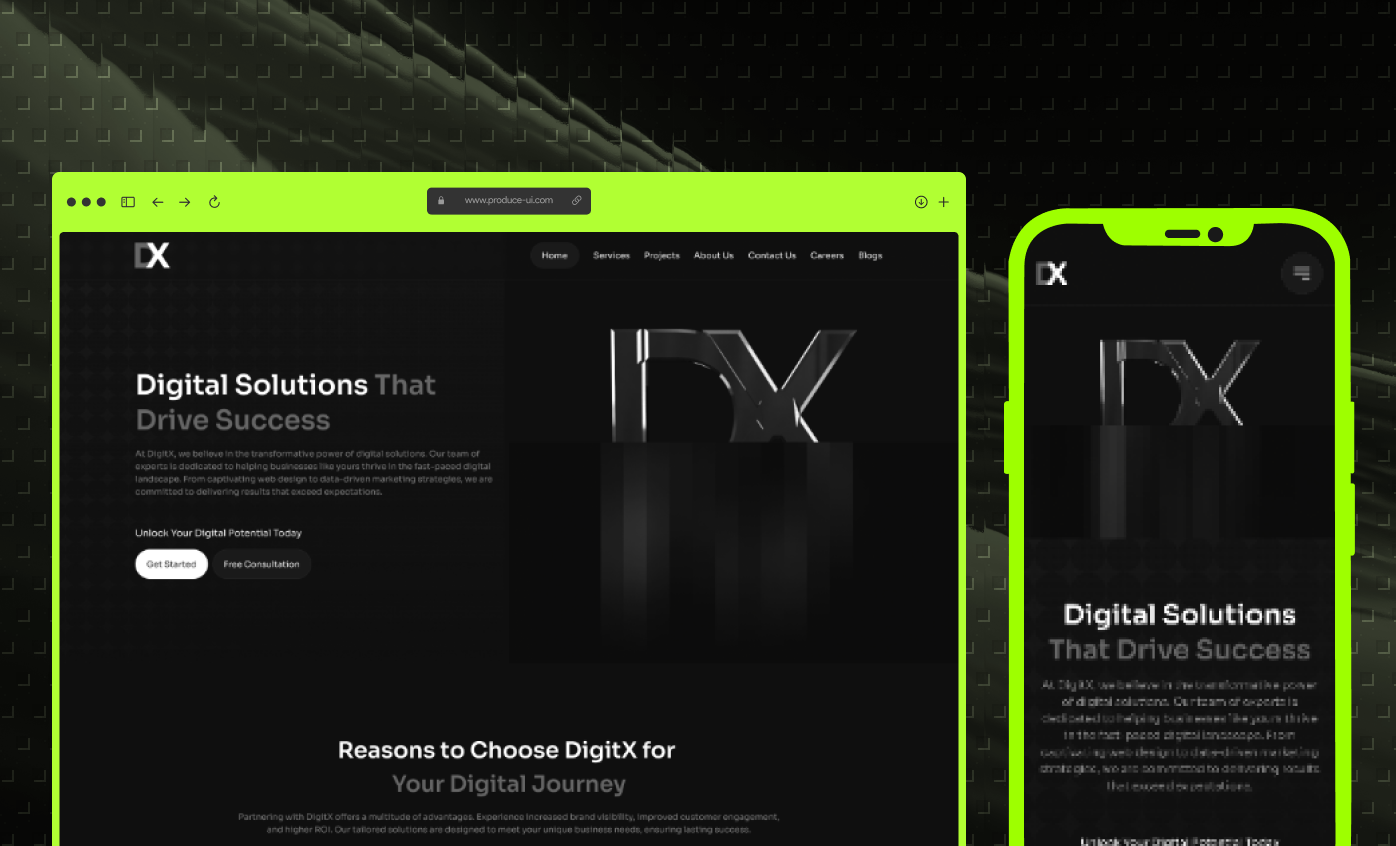 www.produce-ui.com
DX
Home Services Projects About Us Contact Us Careers Blogs
DX
Digital Solutions That
Drive Success
At DigitX, we believe in the transformative power of digital solutions. Our team of
experts is dedicated to helping businesses like yours thrive in the fast-paced digital
landscape. From captivating web design to data-driven marketing strategies, we are
committed to delivering results that exceed expectations.
Unlock Your Digital Potential Today
Get Started Free Consultation
Reasons to Choose DigitX for
Your Digital Journey
Partnering with DigitX offers a multitude of advantages. Experience increased brand visibility, improved customer engagement,
and higher ROI. Our tailored solutions are designed to meet your unique business needs, ensuring lasting success.
DX
DX
Digital Solutions
That Drive Success
At DigitX, we believe in the transformative power
of digital solutions. Our team of experts is
dedicated to helping businesses like yours thrive
in the fast-paced digital landscape. From
captivating web design to data-driven marketing
strategies, we are committed to delivering results
that exceed expectations.
Unlock Your Digital Potential Today